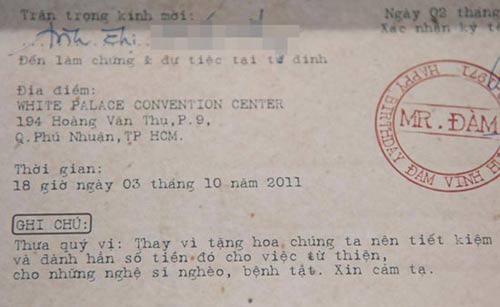 Trân trọng kính mời:
Thị
Đến làm chứng & dự tiệc tại tư dinh
Địa điểm:
WHITE PALACE CONVENTION CENTER
194 Hoàng Văn Thụ,P.9,
Q.Phú Nhuận,TP HCM.
Thời gian:
18 giờ ngày 03 tháng 10 năm 2011
GHI CHÚ:
Thưa quý vị: Thay vì tặng hoa chúng ta nên tiết kiệm
và dành hẳn số tiền đó cho việc từ thiện,
cho những nghệ sĩ nghèo, bệnh tật. Xin cảm tạ.
Ngày 02 thán
Xác nhận ký tê
1971 HAPPY BIRTHDAY ĐÀM VĨNH H
MR.ĐÀM